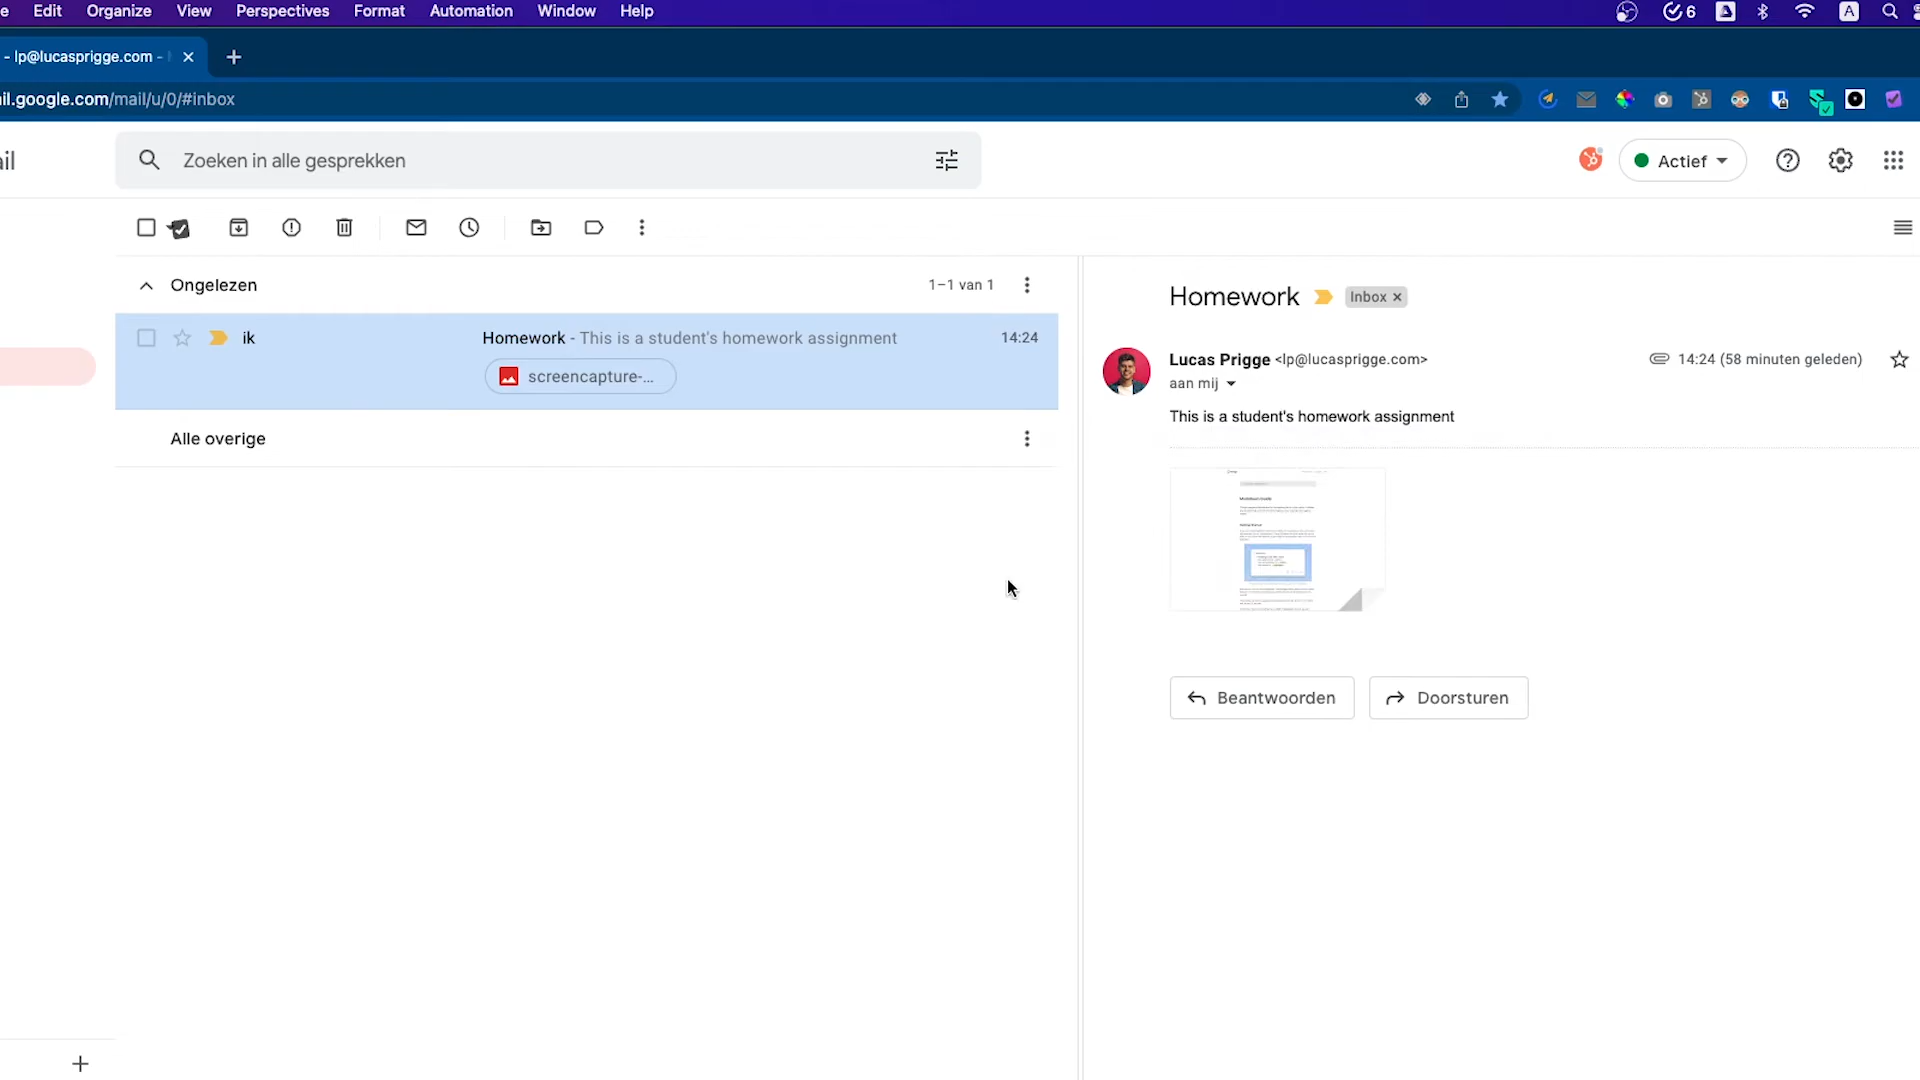 e Edit Organize View Perspectives Format Automation Window Help 6 A
- lp@lucasprigge.com -
il.google.com/mail/u/0/#inbox
ail
Zoeken in alle gesprekken
Actief
Ongelezen
1–1 van 1
ik
Homework - This is a student's homework assignment
14:24
screencapture-...
Alle overige
Homework
Inbox ×
Lucas Prigge <lp@lucasprigge.com>
14:24 (58 minuten geleden)
aan mij
This is a student's homework assignment
Beantwoorden
Doorsturen